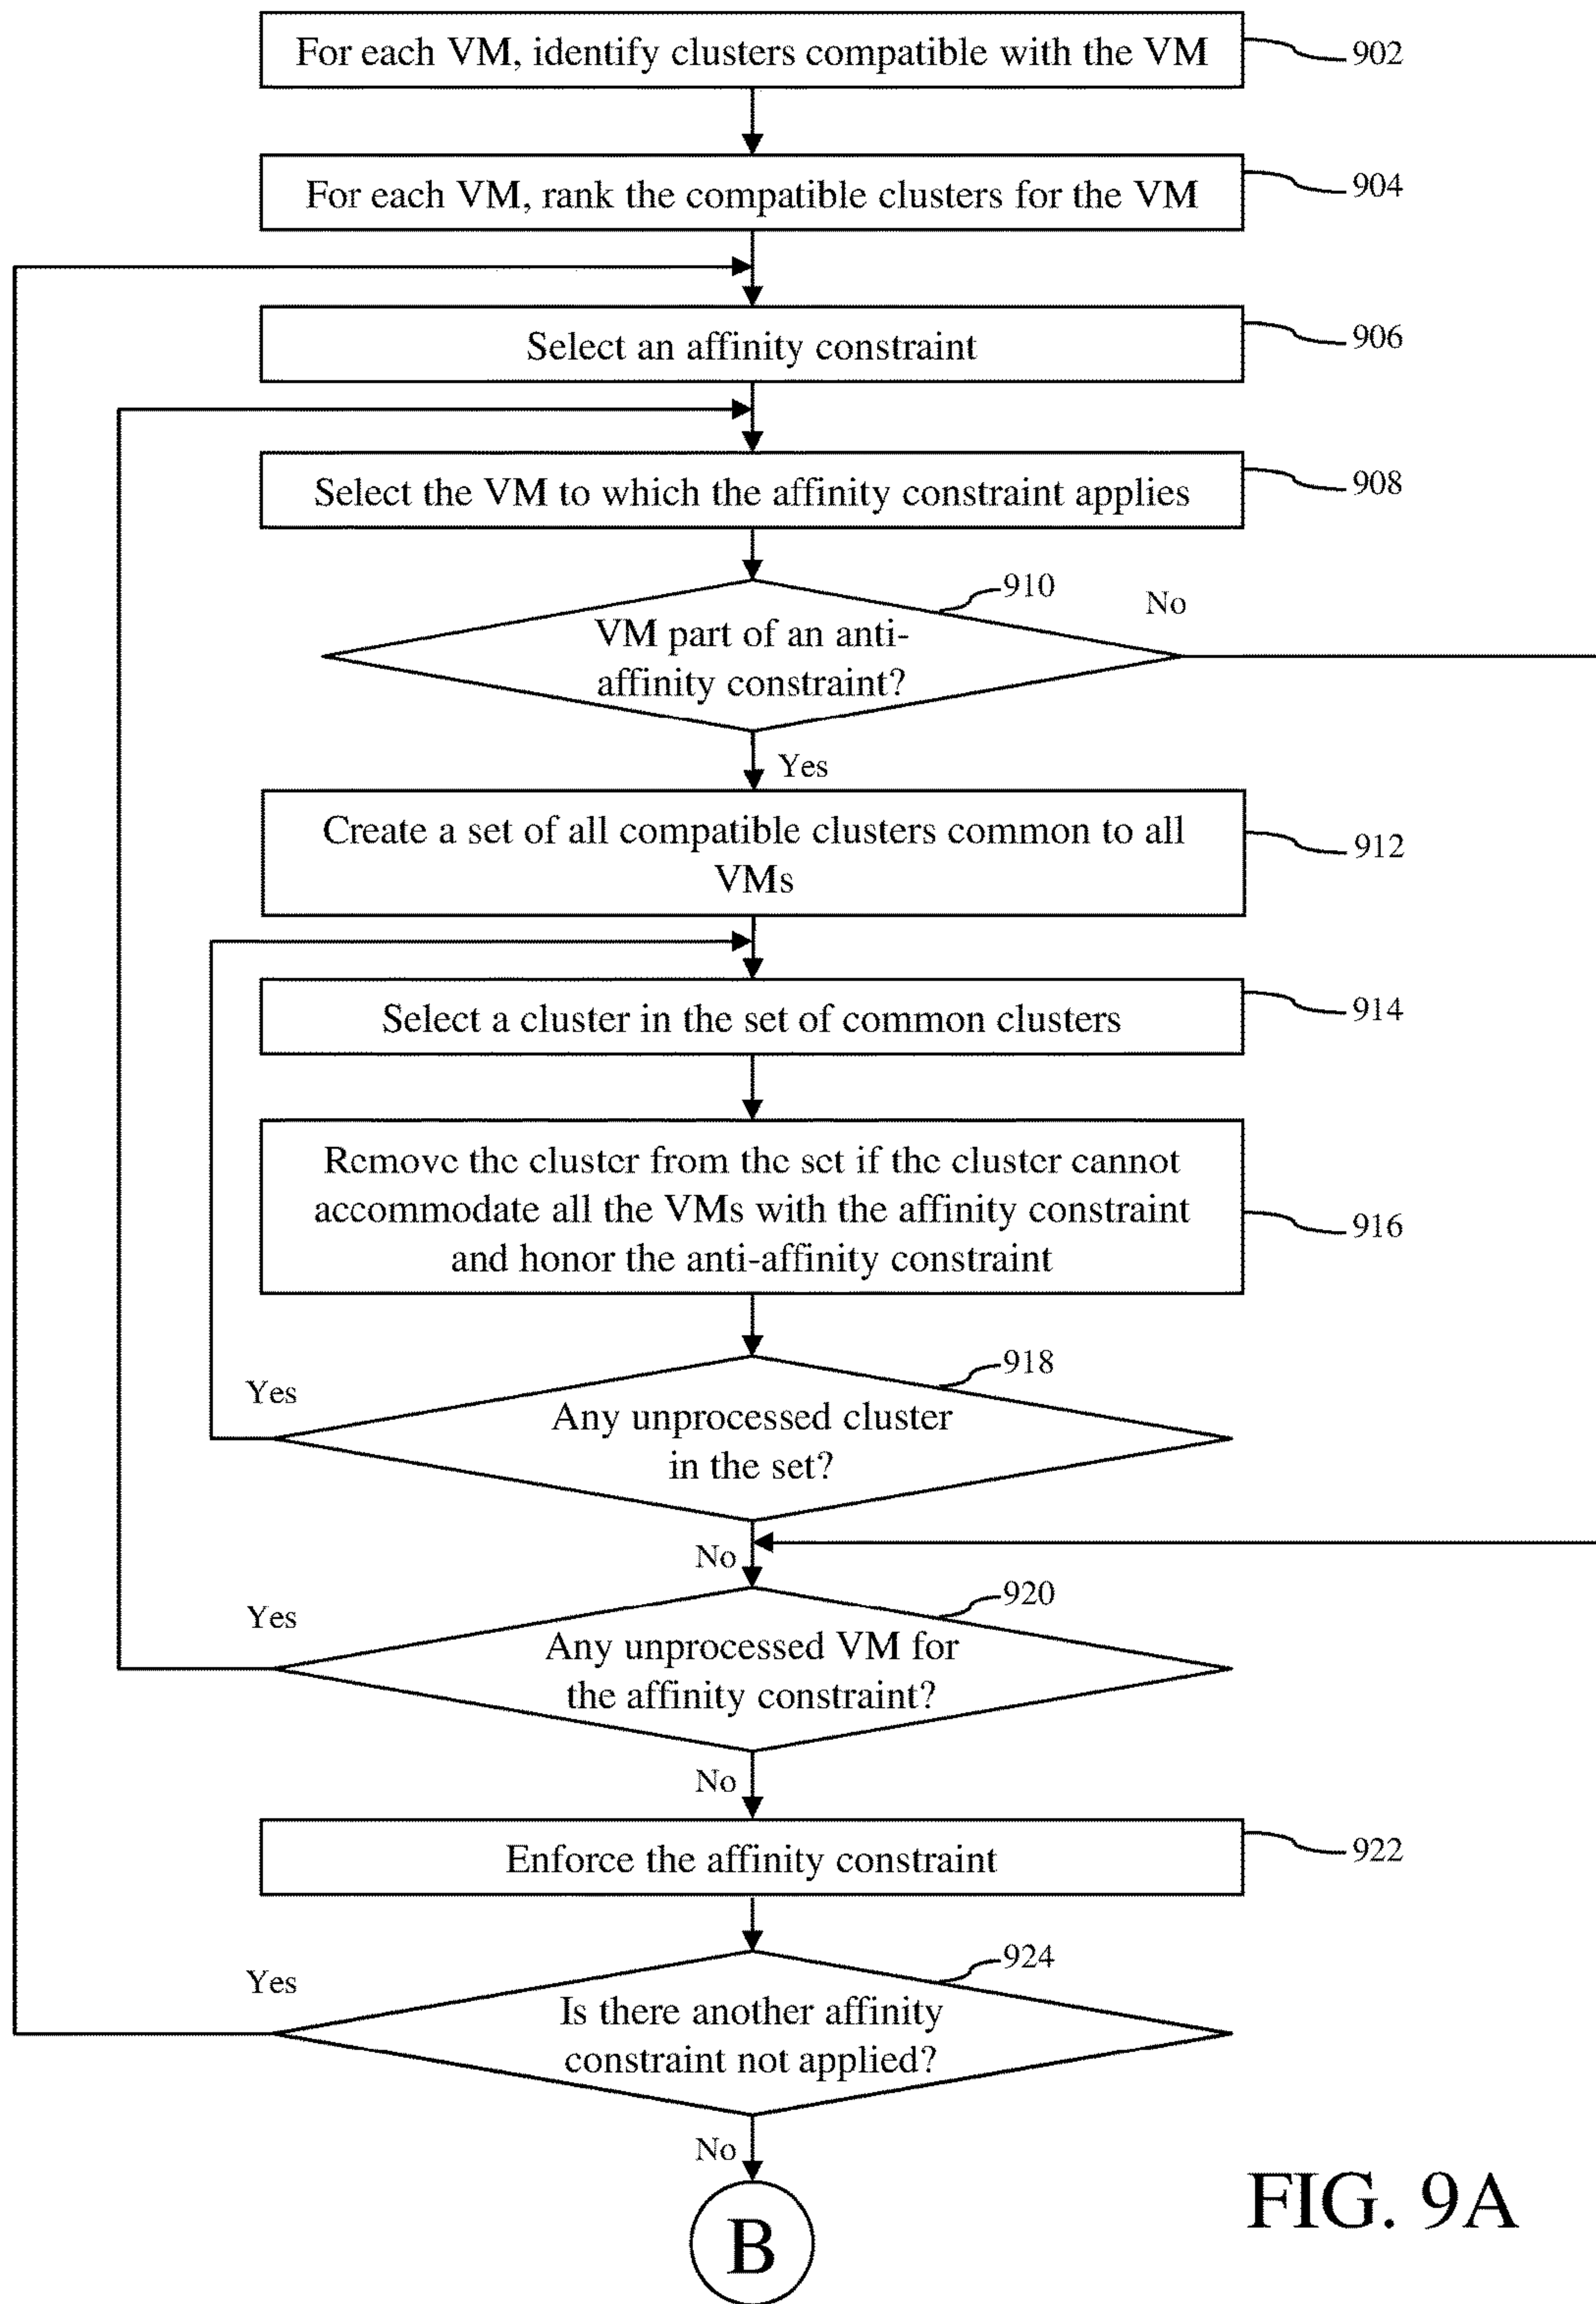 For each VM, identify clusters compatible with the VM
902
For each VM, rank the compatible clusters for the VM
904
Select an affinity constraint
906
Select the VM to which the affinity constraint applies
908
910
No
VM part of an anti-
affinity constraint?
Yes
Create a set of all compatible clusters common to all
VMs
912
Select a cluster in the set of common clusters
914
Remove the cluster from the set if the cluster cannot
accommodate all the VMs with the affinity constraint
and honor the anti-affinity constraint
916
918
Yes
Any unprocessed cluster
in the set?
No
920
Yes
Any unprocessed VM for
the affinity constraint?
No
Enforce the affinity constraint
922
924
Yes
Is there another affinity
constraint not applied?
No
B
FIG. 9A